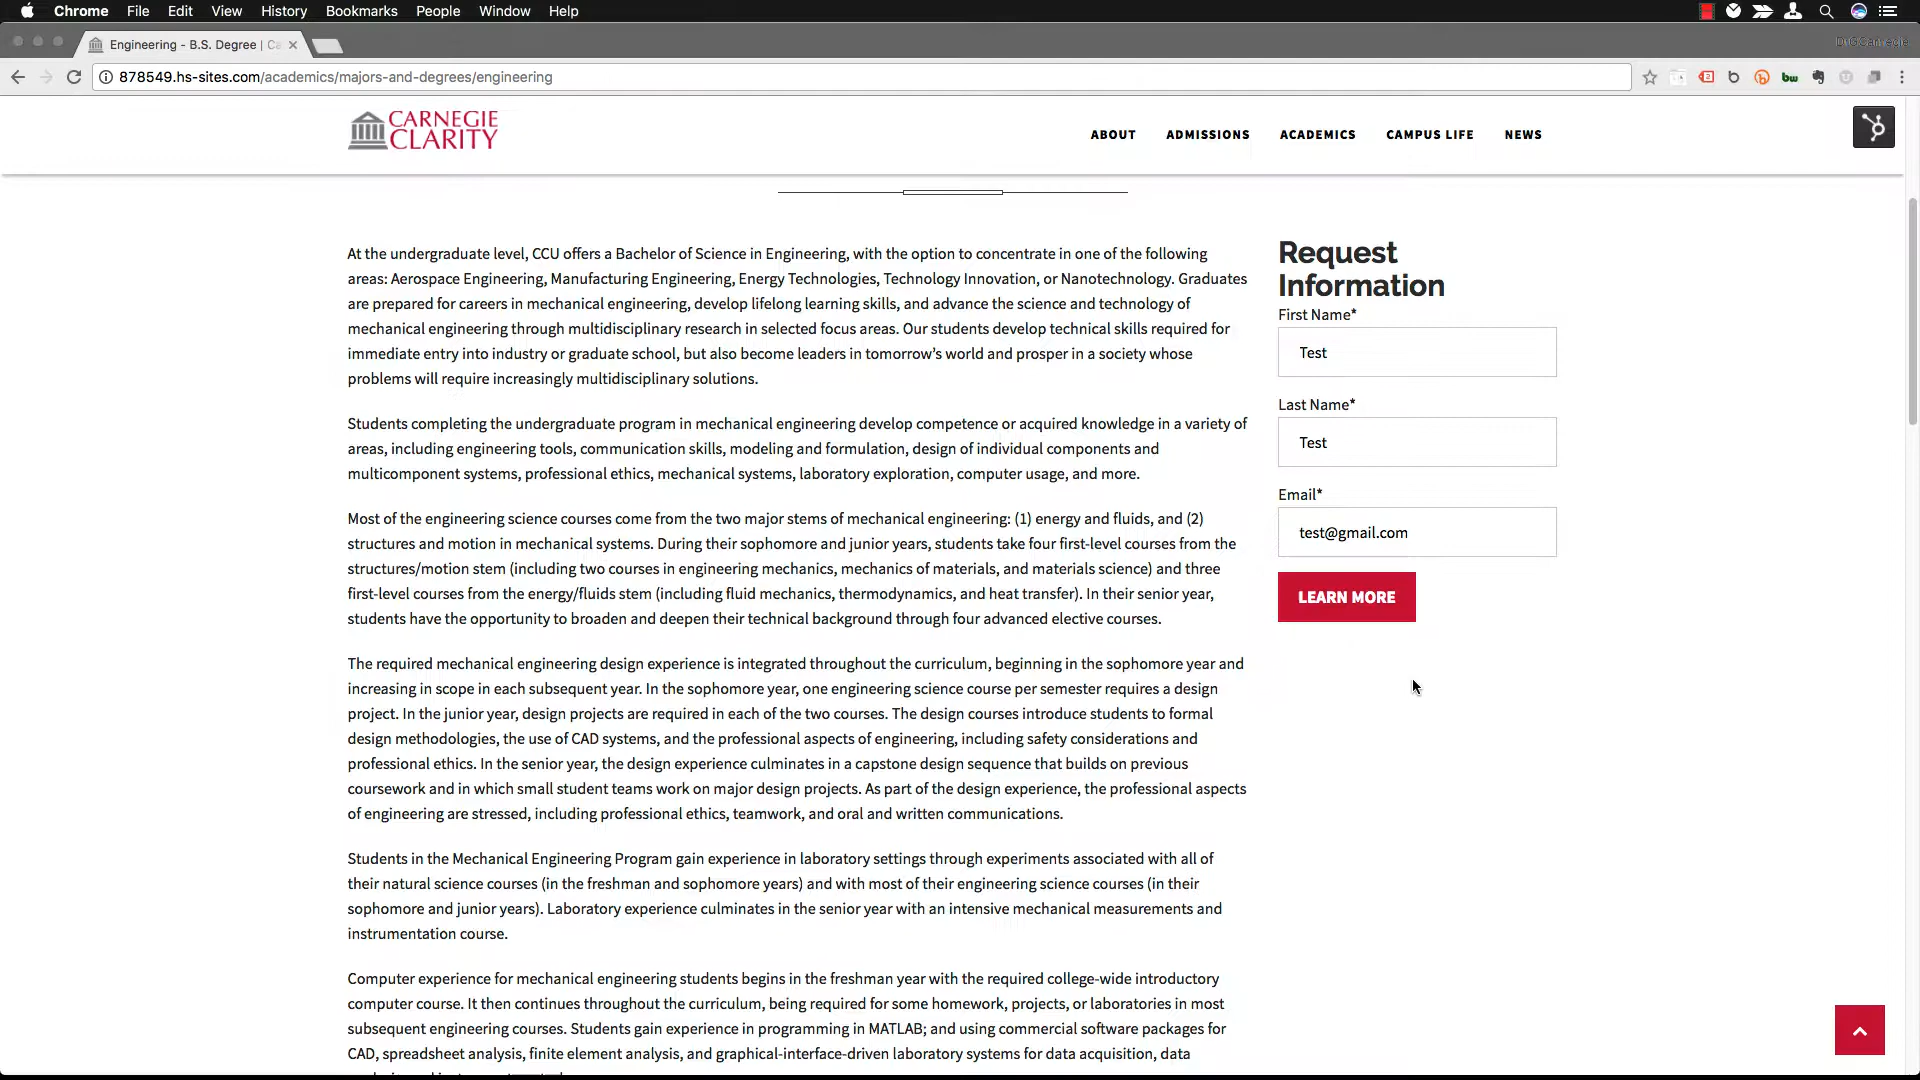 Chrome File Edit View History Bookmarks People Window Help
Engineering - B.S. Degree | Ca
878549.hs-sites.com/academics/majors-and-degrees/engineering
CARNEGIE
CLARITY
ABOUT ADMISSIONS ACADEMICS CAMPUS LIFE NEWS
At the undergraduate level, CCU offers a Bachelor of Science in Engineering, with the option to concentrate in one of the following
areas: Aerospace Engineering, Manufacturing Engineering, Energy Technologies, Technology Innovation, or Nanotechnology. Graduates
are prepared for careers in mechanical engineering, develop lifelong learning skills, and advance the science and technology of
mechanical engineering through multidisciplinary research in selected focus areas. Our students develop technical skills required for
immediate entry into industry or graduate school, but also become leaders in tomorrow’s world and prosper in a society whose
problems will require increasingly multidisciplinary solutions.
Students completing the undergraduate program in mechanical engineering develop competence or acquired knowledge in a variety of
areas, including engineering tools, communication skills, modeling and formulation, design of individual components and
multicomponent systems, professional ethics, mechanical systems, laboratory exploration, computer usage, and more.
Most of the engineering science courses come from the two major stems of mechanical engineering: (1) energy and fluids, and (2)
structures and motion in mechanical systems. During their sophomore and junior years, students take four first-level courses from the
structures/motion stem (including two courses in engineering mechanics, mechanics of materials, and materials science) and three
first-level courses from the energy/fluids stem (including fluid mechanics, thermodynamics, and heat transfer). In their senior year,
students have the opportunity to broaden and deepen their technical background through four advanced elective courses.
The required mechanical engineering design experience is integrated throughout the curriculum, beginning in the sophomore year and
increasing in scope in each subsequent year. In the sophomore year, one engineering science course per semester requires a design
project. In the junior year, design projects are required in each of the two courses. The design courses introduce students to formal
design methodologies, the use of CAD systems, and the professional aspects of engineering, including safety considerations and
professional ethics. In the senior year, the design experience culminates in a capstone design sequence that builds on previous
coursework and in which small student teams work on major design projects. As part of the design experience, the professional aspects
of engineering are stressed, including professional ethics, teamwork, and oral and written communications.
Students in the Mechanical Engineering Program gain experience in laboratory settings through experiments associated with all of
their natural science courses (in the freshman and sophomore years) and with most of their engineering science courses (in their
sophomore and junior years). Laboratory experience culminates in the senior year with an intensive mechanical measurements and
instrumentation course.
Computer experience for mechanical engineering students begins in the freshman year with the required college-wide introductory
computer course. It then continues throughout the curriculum, being required for some homework, projects, or laboratories in most
subsequent engineering courses. Students gain experience in programming in MATLAB; and using commercial software packages for
CAD, spreadsheet analysis, finite element analysis, and graphical-interface-driven laboratory systems for data acquisition, data
Request
Information
First Name*
Test
Last Name*
Test
Email*
test@gmail.com
LEARN MORE